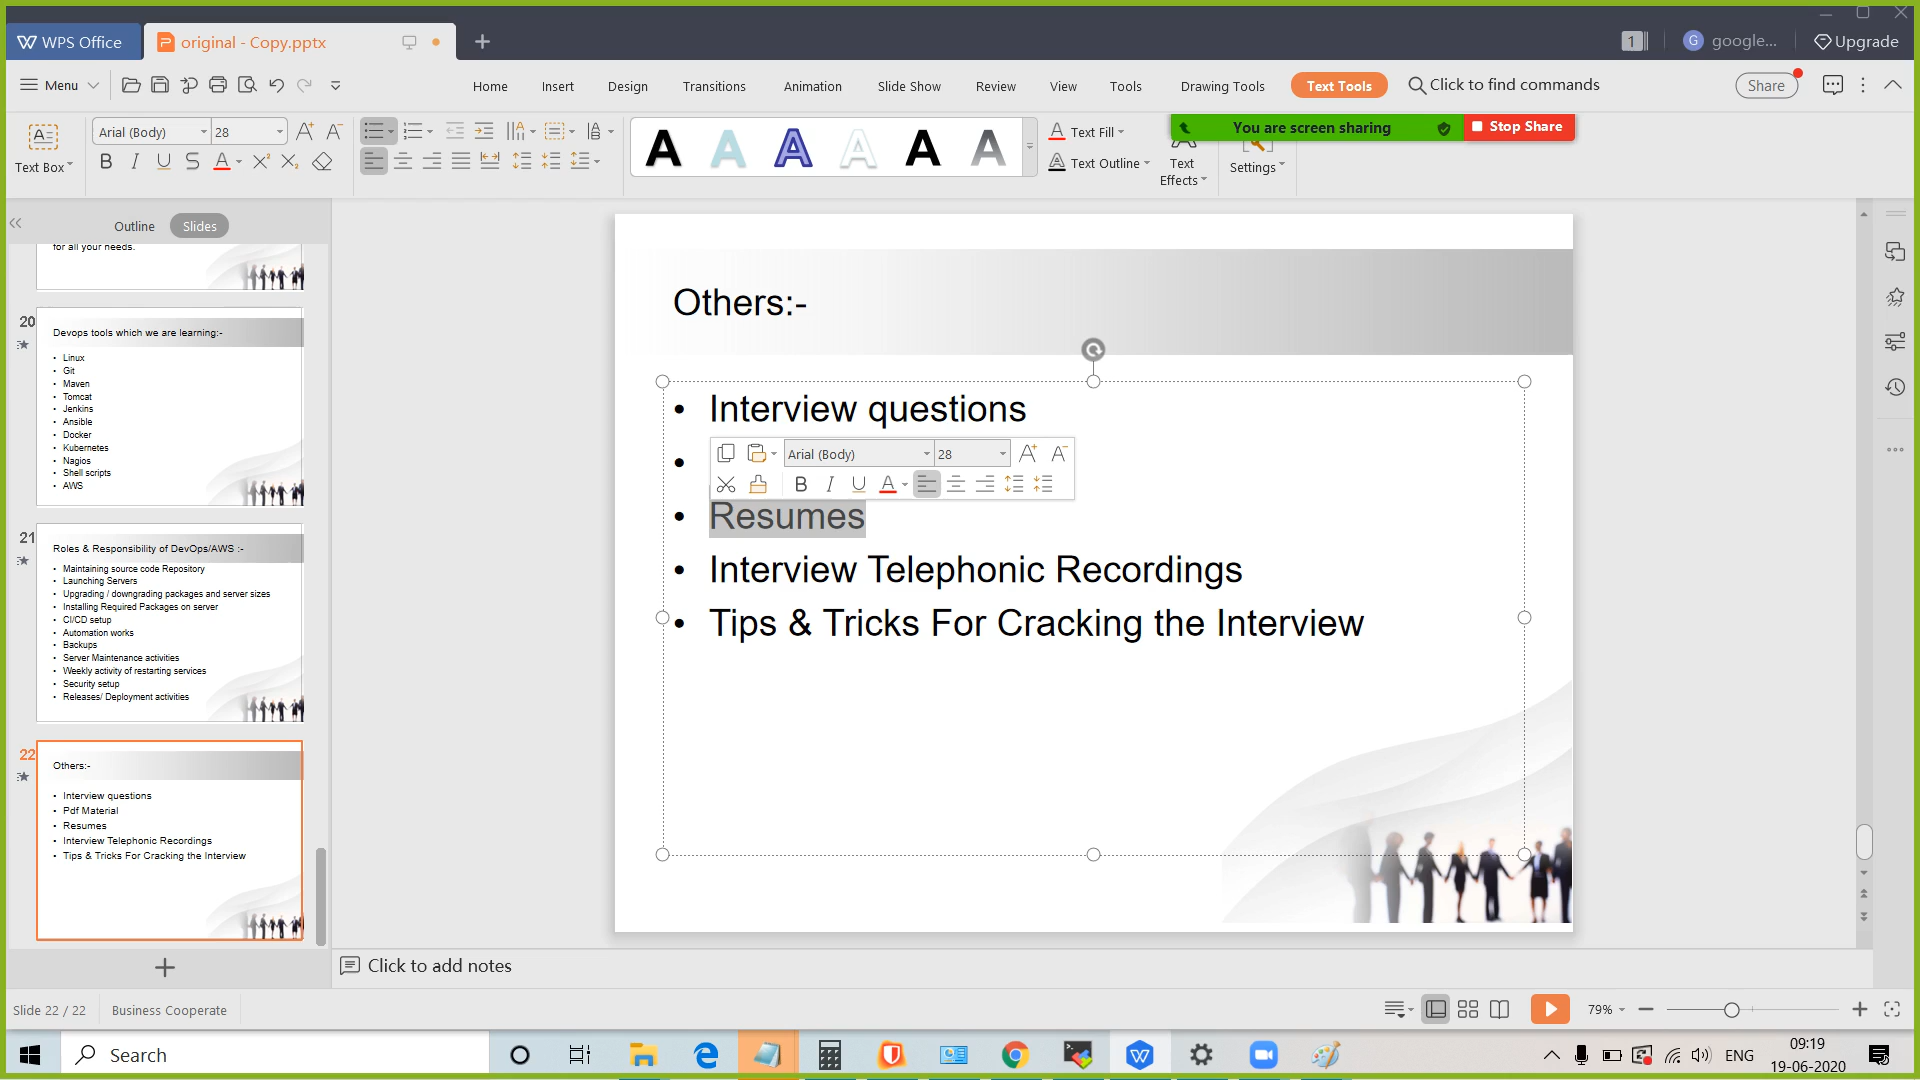 WPS Office
original - Copy.pptx
1
G google...
Upgrade
Menu
Home
Insert
Design
Transitions
Animation
Slide Show
Review
View
Tools
Drawing Tools
Text Tools
Click to find commands
Share
Text Box
Arial (Body)
28
Text Fill
Text Outline
Text
Effects
Settings
You are screen sharing
Stop Share
Outline
Slides
for all your needs.
20
Devops tools which we are learning:-
• Linux
• Git
• Maven
• Tomcat
• Jenkins
• Ansible
• Docker
• Kubernetes
• Nagios
• Shell scripts
• AWS
21
Roles & Responsibility of DevOps/AWS :-
• Maintaining source code Repository
• Launching Servers
• Upgrading / downgrading packages and server sizes
• Installing Required Packages on server
• CI/CD setup
• Automation works
• Backups
• Server Maintenance activities
• Weekly activity of restarting services
• Security setup
• Releases/ Deployment activities
22
Others:-
• Interview questions
• Pdf Material
• Resumes
• Interview Telephonic Recordings
• Tips & Tricks For Cracking the Interview
Others:-
• Interview questions
Arial (Body)
28
• Resumes
• Interview Telephonic Recordings
• Tips & Tricks For Cracking the Interview
Click to add notes
Slide 22 / 22
Business Cooperate
79%
Search
ENG
09:19
19-06-2020